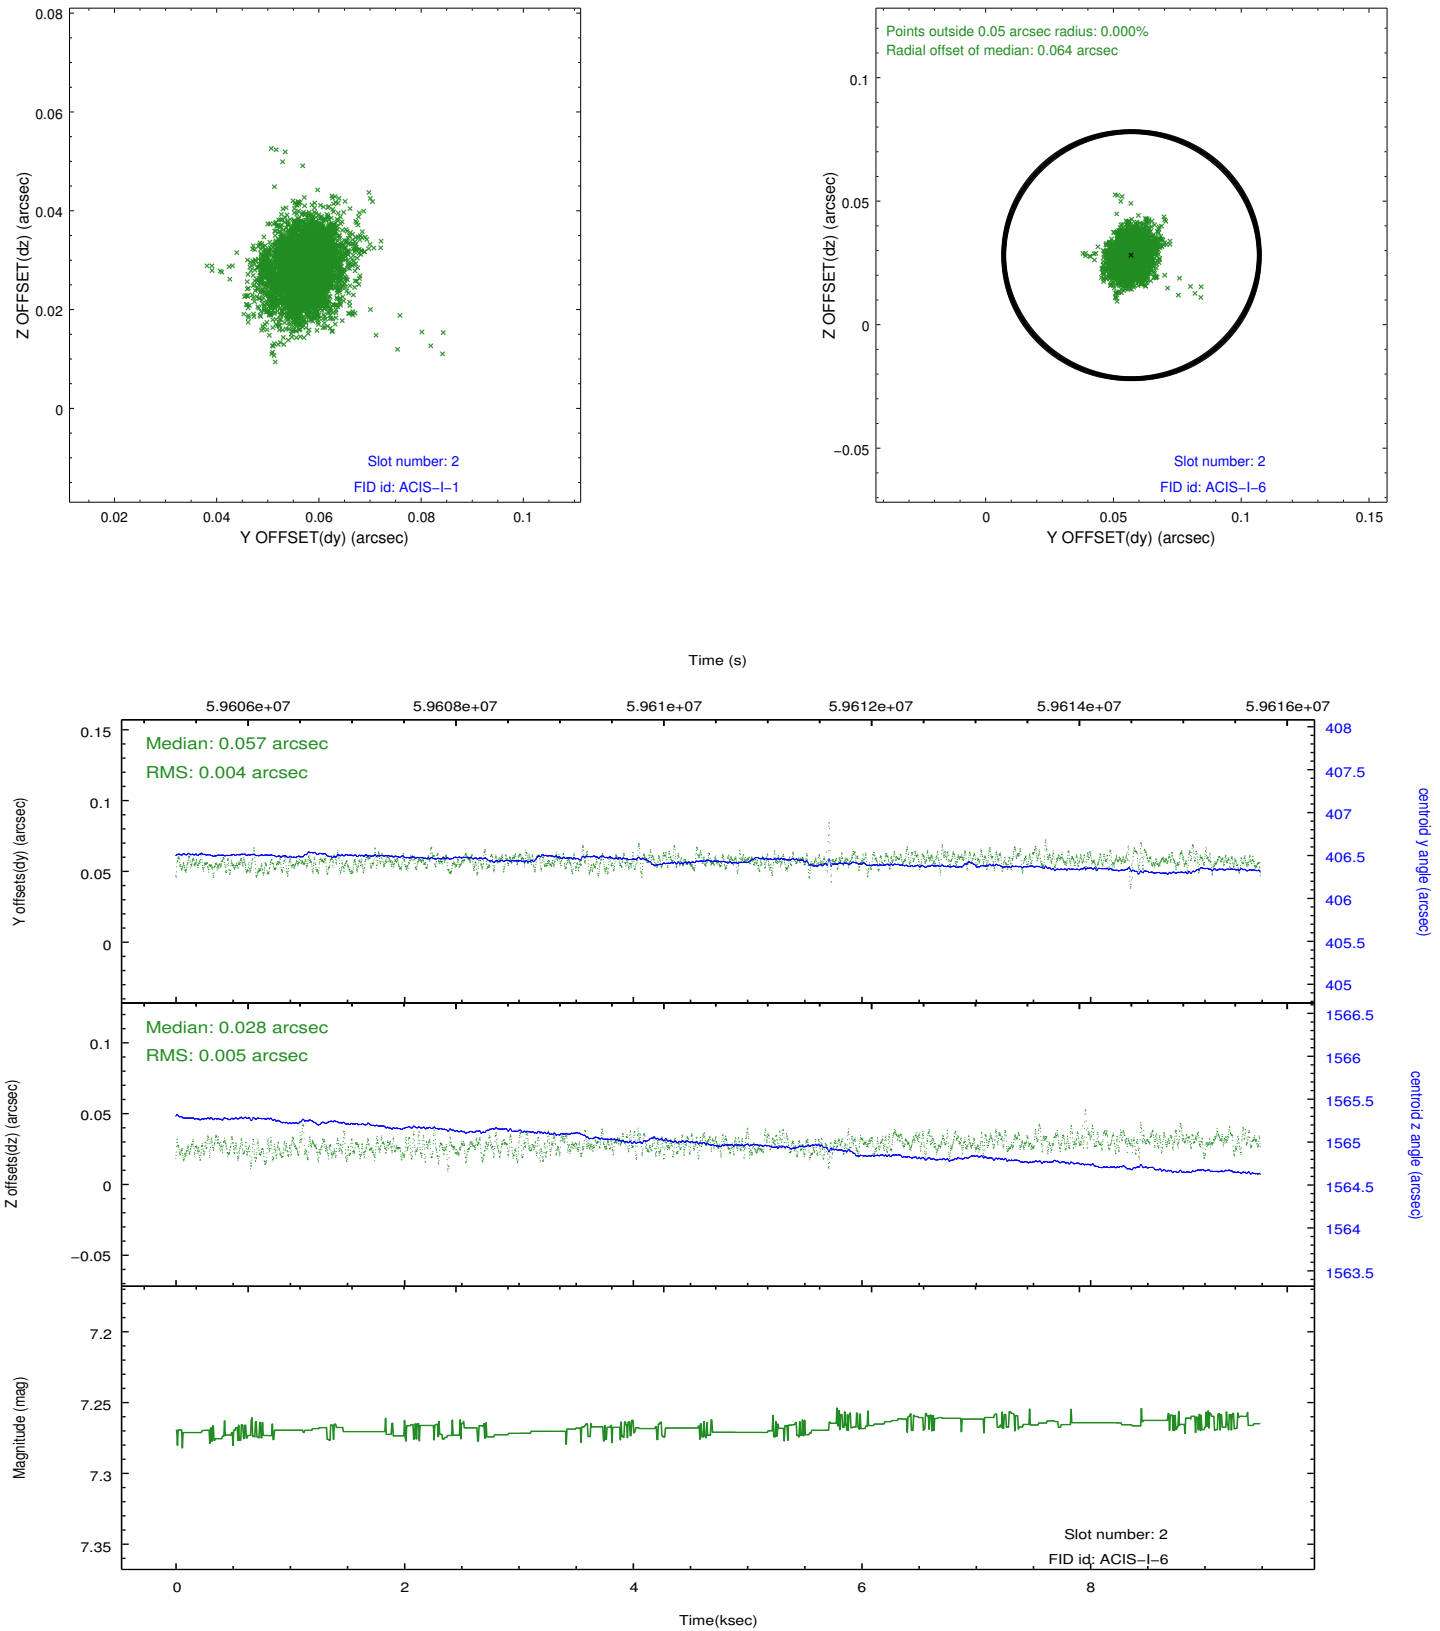 0.08
0.06
0.04
0.02
0
Z OFFSET(dz) (arcsec)
Slot number: 2
FID id: ACIS−I−1
0.02 0.04 0.06 0.08 0.1
Y OFFSET(dy) (arcsec)
Points outside 0.05 arcsec radius: 0.000%
Radial offset of median: 0.064 arcsec
0.1
0.05
0
−0.05
Z OFFSET(dz) (arcsec)
Slot number: 2
FID id: ACIS−I−6
0 0.05 0.1 0.15
Y OFFSET(dy) (arcsec)
Time (s)
5.9606e+07 5.9608e+07 5.961e+07 5.9612e+07 5.9614e+07 5.9616e+07
Median: 0.057 arcsec
RMS: 0.004 arcsec
0.15
0.1
0.05
0
Y offsets(dy) (arcsec)
408
407.5
407
406.5
406
405.5
405
centroid y angle (arcsec)
Median: 0.028 arcsec
RMS: 0.005 arcsec
0.1
0.05
0
−0.05
Z offsets(dz) (arcsec)
1566.5
1566
1565.5
1565
1564.5
1564
1563.5
centroid z angle (arcsec)
7.2
7.25
7.3
7.35
Magnitude (mag)
Slot number: 2
FID id: ACIS−I−6
0 2 4 6 8
Time(ksec)